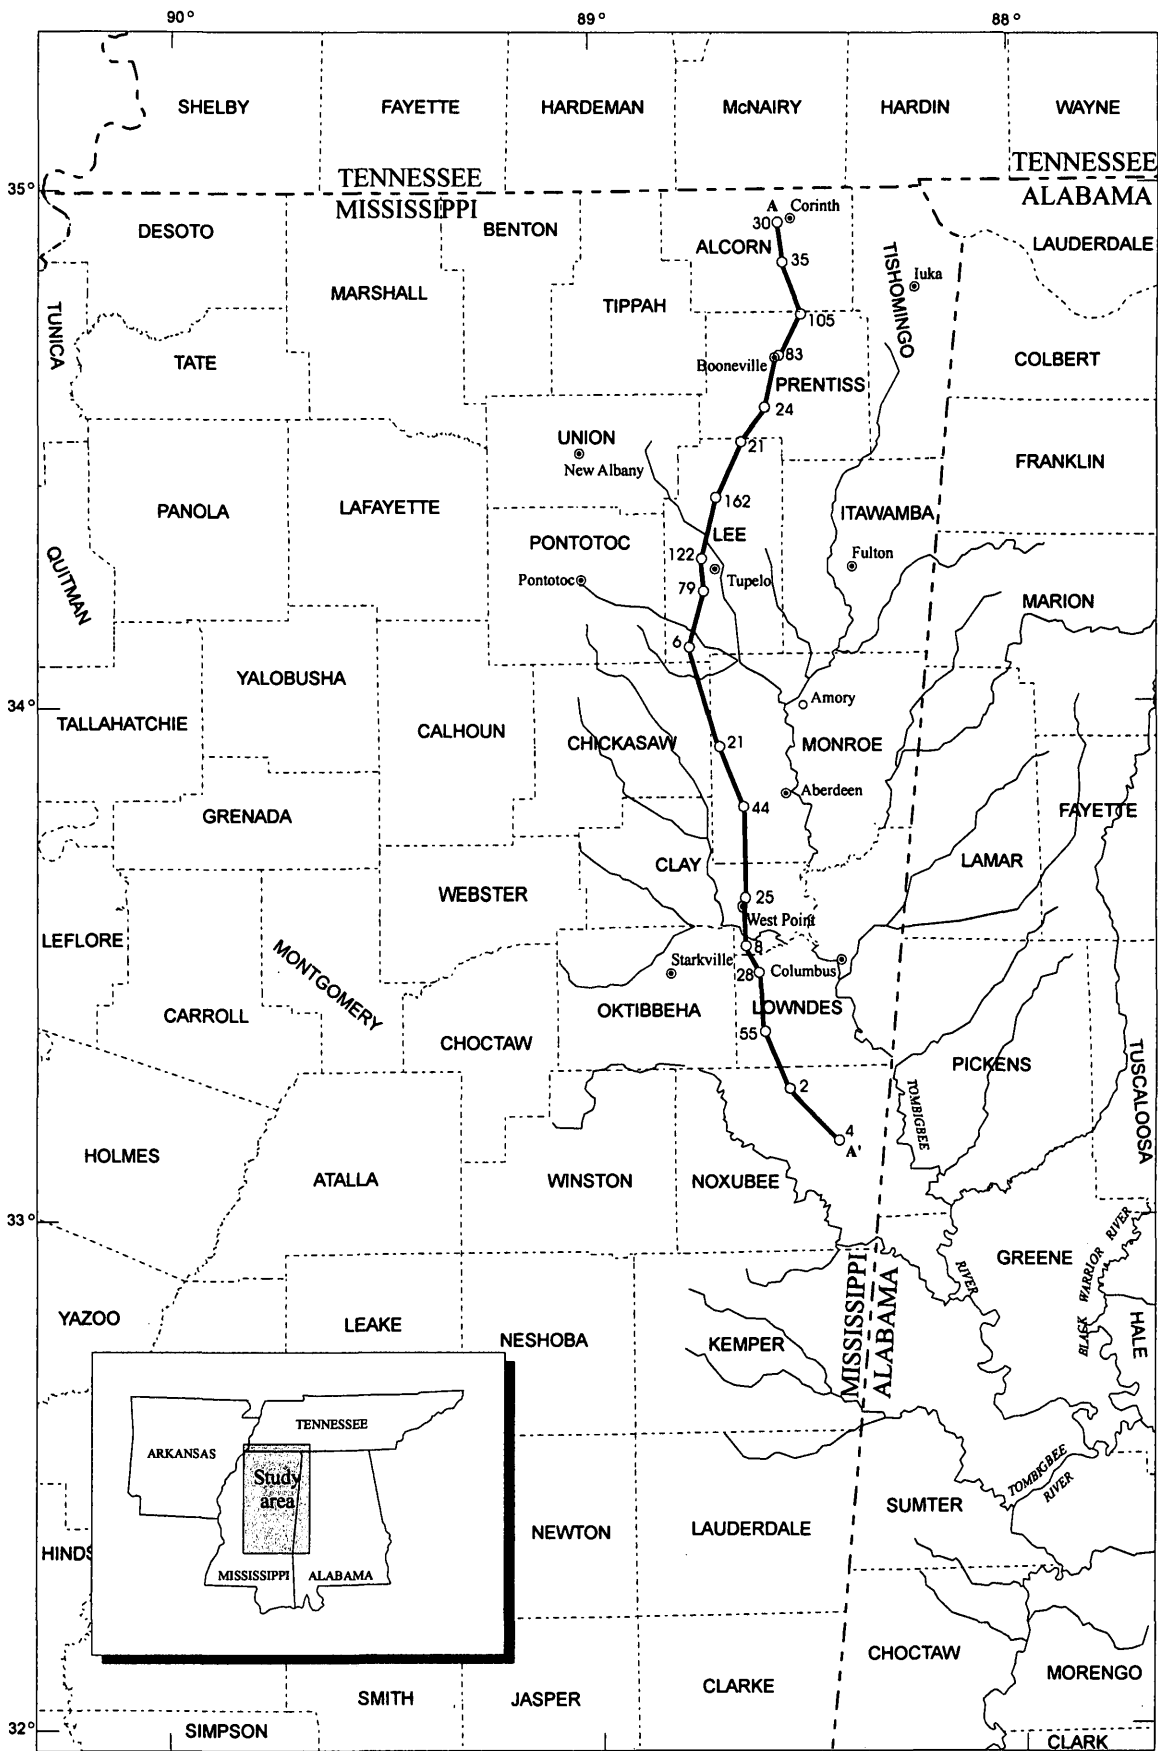 90°
89°
88°
SHELBY
FAYETTE
HARDEMAN
McNAIRY
HARDIN
WAYNE
35°
TENNESSEE
MISSISSIPPI
TENNESSEE
ALABAMA
DESOTO
BENTON
A
Corinth
30
ALCORN
35
TISHOMINGO
Iuka
LAUDERDALE
TUNICA
MARSHALL
TIPPAH
105
TATE
Booneville
83
PRENTISS
COLBERT
24
UNION
New Albany
21
FRANKLIN
PANOLA
LAFAYETTE
162
ITAWAMBA
PONTOTOC
LEE
122
Tupelo
Fulton
QUITMAN
Pontotoc
79
MARION
6
YALOBUSHA
34°
TALLAHATCHIE
CALHOUN
Amory
CHICKASAW
21
MONROE
GRENADA
44
Aberdeen
FAYETTE
CLAY
LAMAR
WEBSTER
25
West Point
LEFLORE
MONTGOMERY
8
Starkville
28
Columbus
CARROLL
OKTIBBEHA
LOWNDES
55
CHOCTAW
PICKENS
TUSCALOOSA
2
TOMBIGBEE
4
A'
HOLMES
ATALLA
WINSTON
NOXUBEE
33°
GREENE
RIVER
BLACK WARRIOR RIVER
YAZOO
LEAKE
NESHOBA
KEMPER
MISSISSIPPI
ALABAMA
HALE
TENNESSEE
ARKANSAS
Study
area
MISSISSIPPI
ALABAMA
TOMBIGBEE
RIVER
SUMTER
HINDS
NEWTON
LAUDERDALE
CHOCTAW
MORENGO
SMITH
JASPER
CLARKE
32°
SIMPSON
CLARK